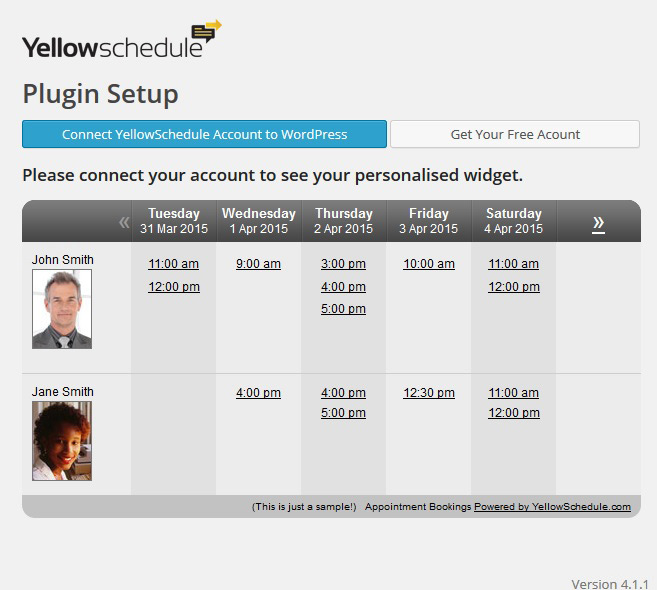 Yellowschedule
Plugin Setup
Connect YellowSchedule Account to WordPress
Get Your Free Acount
Please connect your account to see your personalised widget.
« Tuesday Wednesday Thursday Friday Saturday »
31 Mar 2015 1 Apr 2015 2 Apr 2015 3 Apr 2015 4 Apr 2015
John Smith
11:00 am 9:00 am 3:00 pm 10:00 am 11:00 am
12:00 pm 4:00 pm 12:00 pm
5:00 pm
Jane Smith
4:00 pm 4:00 pm 12:30 pm 11:00 am
5:00 pm 12:00 pm
(This is just a sample!) Appointment Bookings Powered by YellowSchedule.com
Version 4.1.1